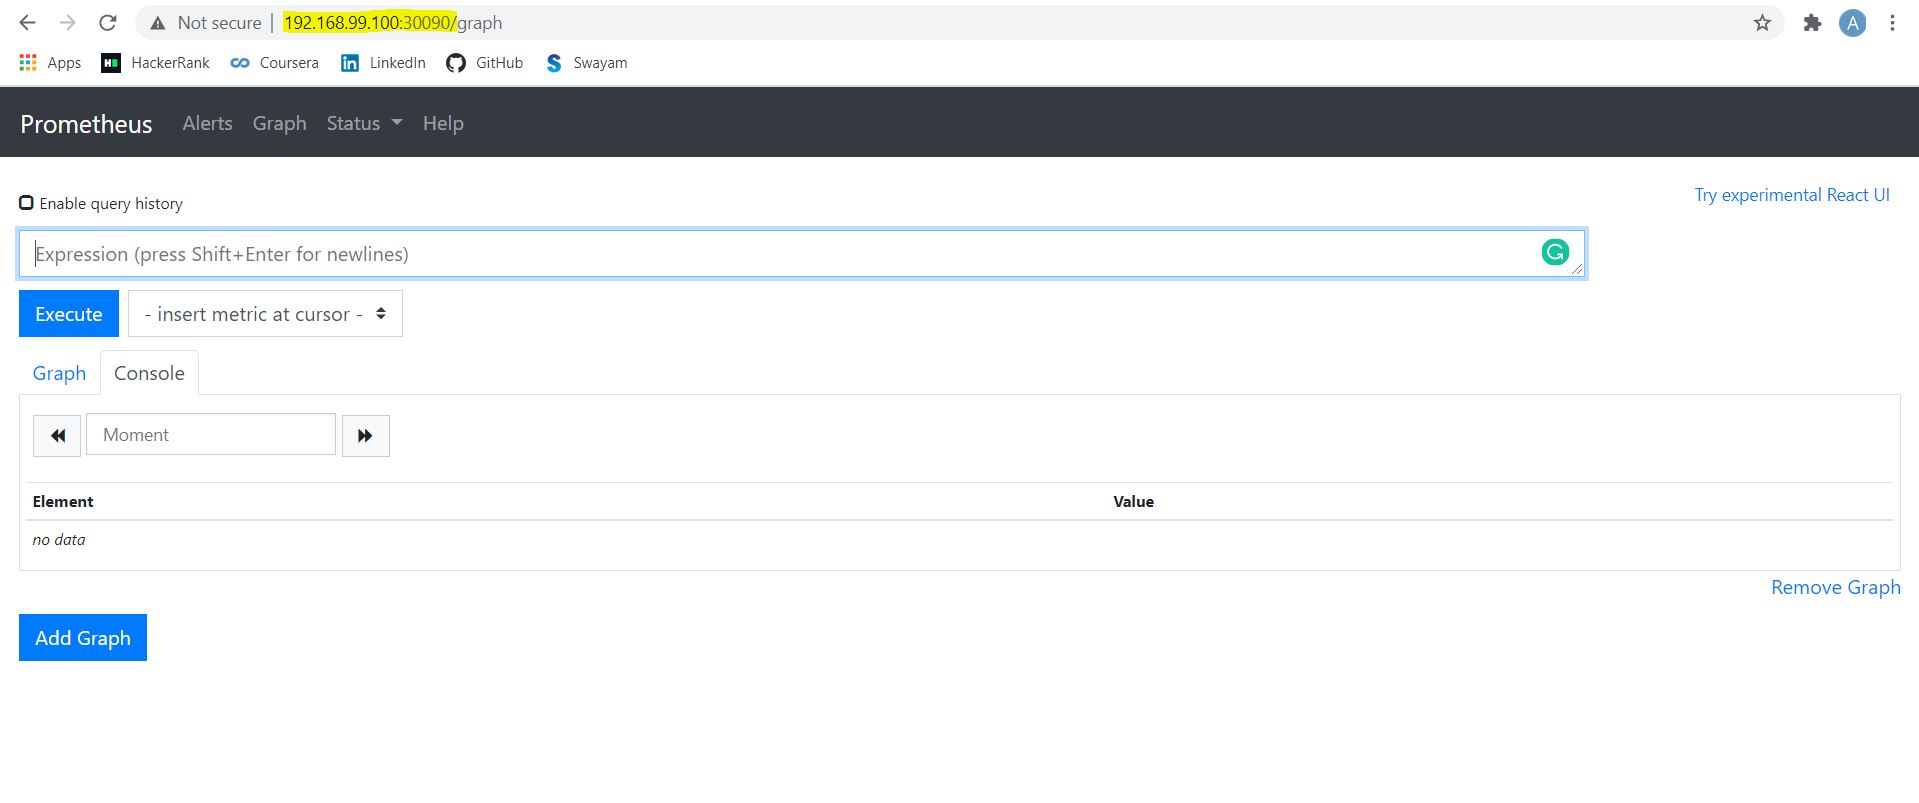 Not secure | 192.168.99.100:30090/graph A
Apps HackerRank Coursera LinkedIn GitHub Swayam
Prometheus Alerts Graph Status Help
Try experimental React UI
Enable query history
Expression (press Shift+Enter for newlines)
Execute - insert metric at cursor -
Graph Console
Moment
Element Value
no data
Remove Graph
Add Graph